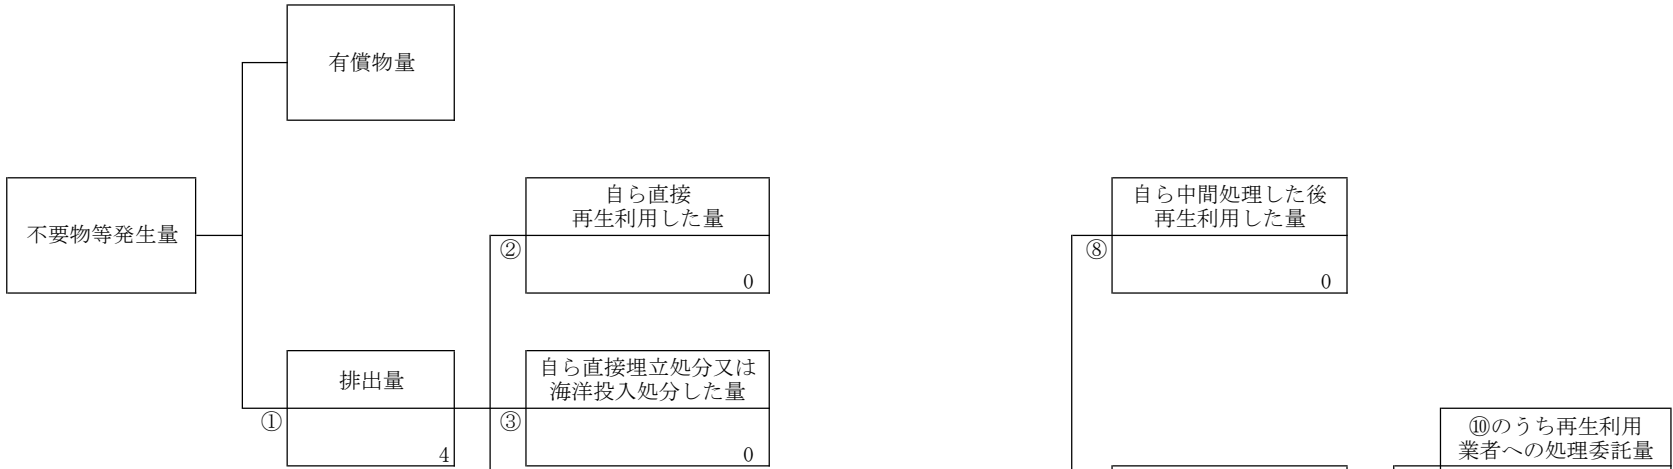 有償物量
不要物等発生量
自ら直接
再生利用した量
②
0
自ら中間処理した後
再生利用した量
⑧
0
排出量
①
4
自ら直接埋立処分又は
海洋投入処分した量
③
0
⑩のうち再生利用
業者への処理委託量